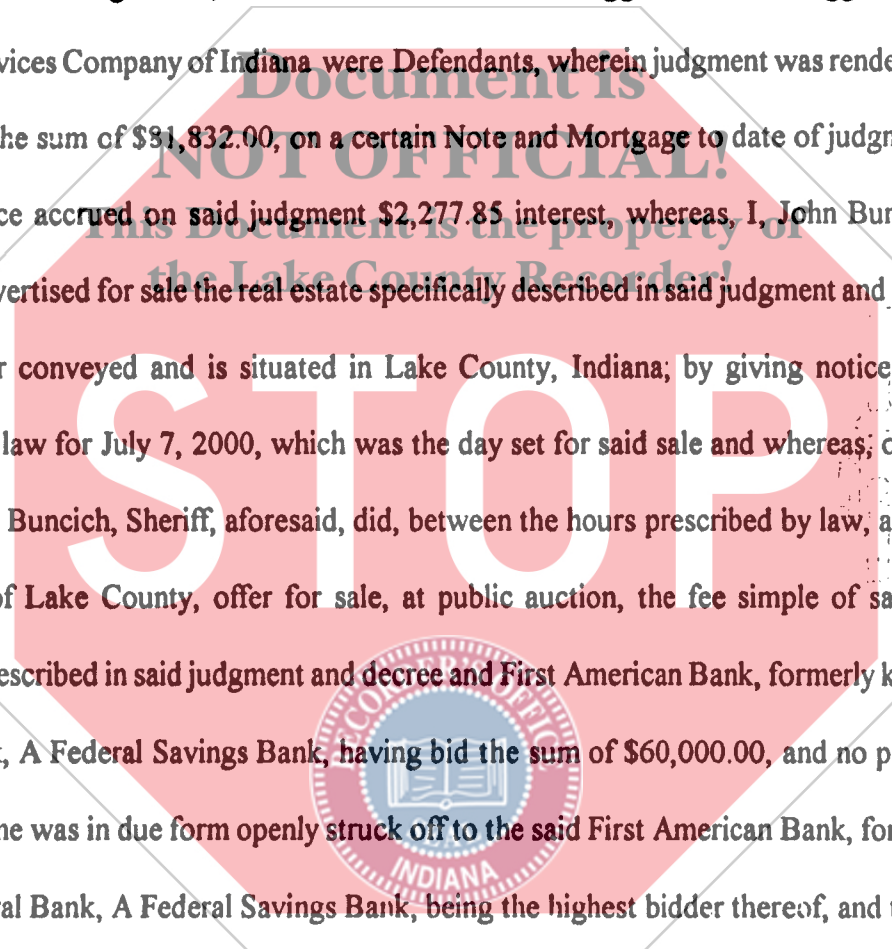 vices Company of Indiana were Defendants, wherein judgment was rende
he sum of $81,832.00, on a certain Note and Mortgage to date of judgm
ce accrued on said judgment $2,277.85 interest, whereas, I, John Bun
vertised for sale the real estate specifically described in said judgment and
r conveyed and is situated in Lake County, Indiana; by giving notice,
law for July 7, 2000, which was the day set for said sale and whereas, o
Buncich, Sheriff, aforesaid, did, between the hours prescribed by law, a
of Lake County, offer for sale, at public auction, the fee simple of sa
escribed in said judgment and decree and First American Bank, formerly k
, A Federal Savings Bank, having bid the sum of $60,000.00, and no p
ne was in due form openly struck off to the said First American Bank, for
al Bank, A Federal Savings Bank, being the highest bidder thereof, and t
Document is
NOT OFFICIAL!
This Document is the property of
the Lake County Recorder!
STOP
RECORDER'S OFFICE
INDIANA